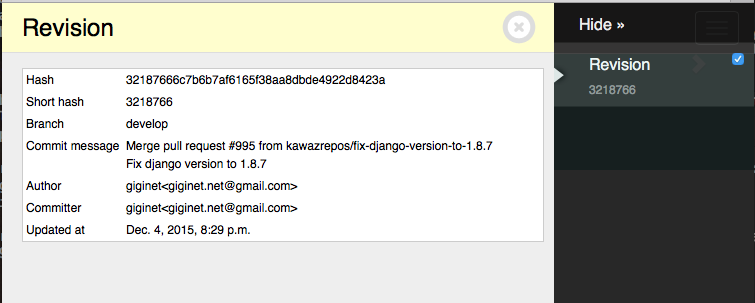 Revision
Hash 32187666c7b6b7af6165f38aa8dbde4922d8423a
Short hash 3218766
Branch develop
Commit message Merge pull request #995 from kawazrepos/fix-django-version-to-1.8.7
Fix django version to 1.8.7
Author giginet<giginet.net@gmail.com>
Committer giginet<giginet.net@gmail.com>
Updated at Dec. 4, 2015, 8:29 p.m.
Hide »
Revision
3218766